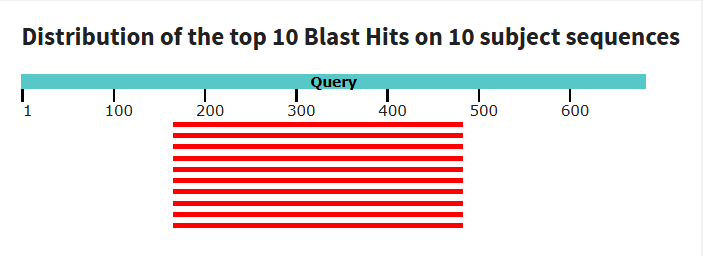 Distribution of the top 10 Blast Hits on 10 subject sequences
Query
1 100 200 300 400 500 600